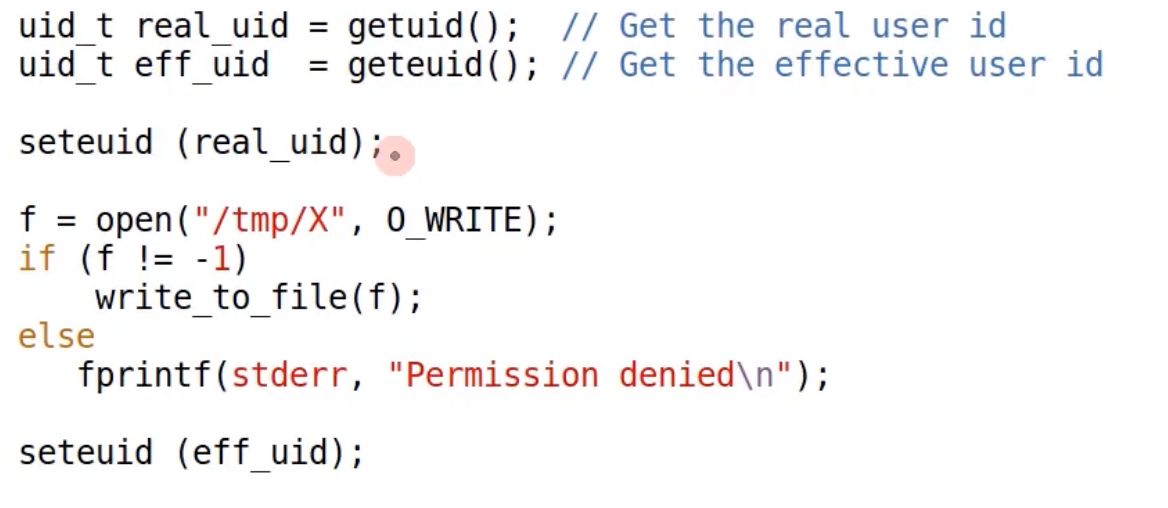 uid_t real_uid = getuid();  // Get the real user id
uid_t eff_uid  = geteuid(); // Get the effective user id
seteuid (real_uid);
f = open("/tmp/X", O_WRITE);
if (f != -1)
    write_to_file(f);
else
   fprintf(stderr, "Permission denied\n");
seteuid (eff_uid);